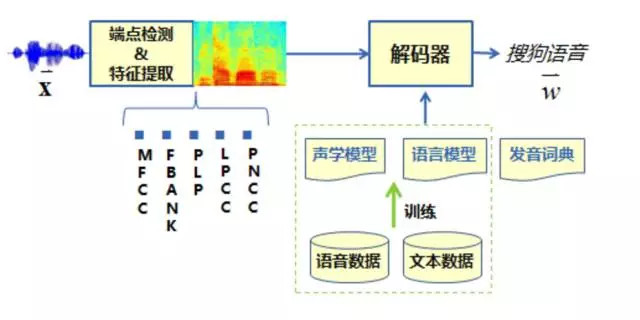 端点检测
&
特征提取
x
解码器
搜狗语音
w
MFCC
FBANK
PLP
LPCC
PNCC
声学模型
语言模型
发音词典
训练
语音数据
文本数据